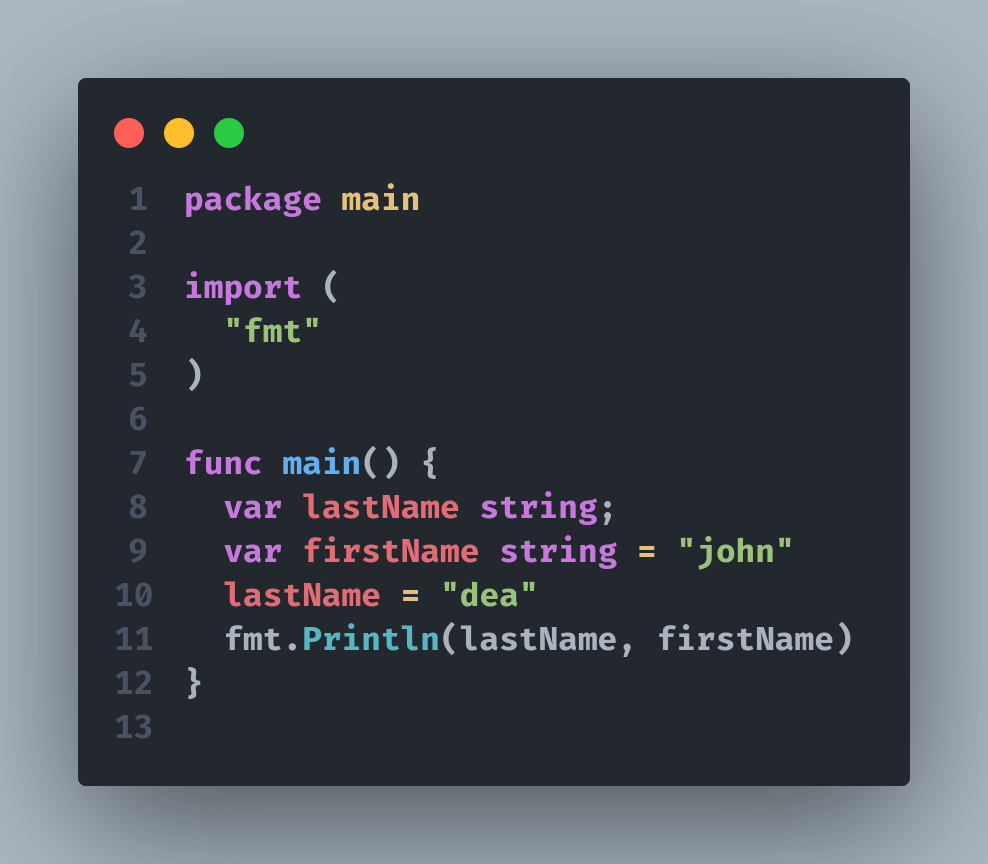 1 package main
2
3 import (
4   "fmt"
5 )
6
7 func main() {
8   var lastName string;
9   var firstName string = "john"
10   lastName = "dea"
11   fmt.Println(lastName, firstName)
12 }
13